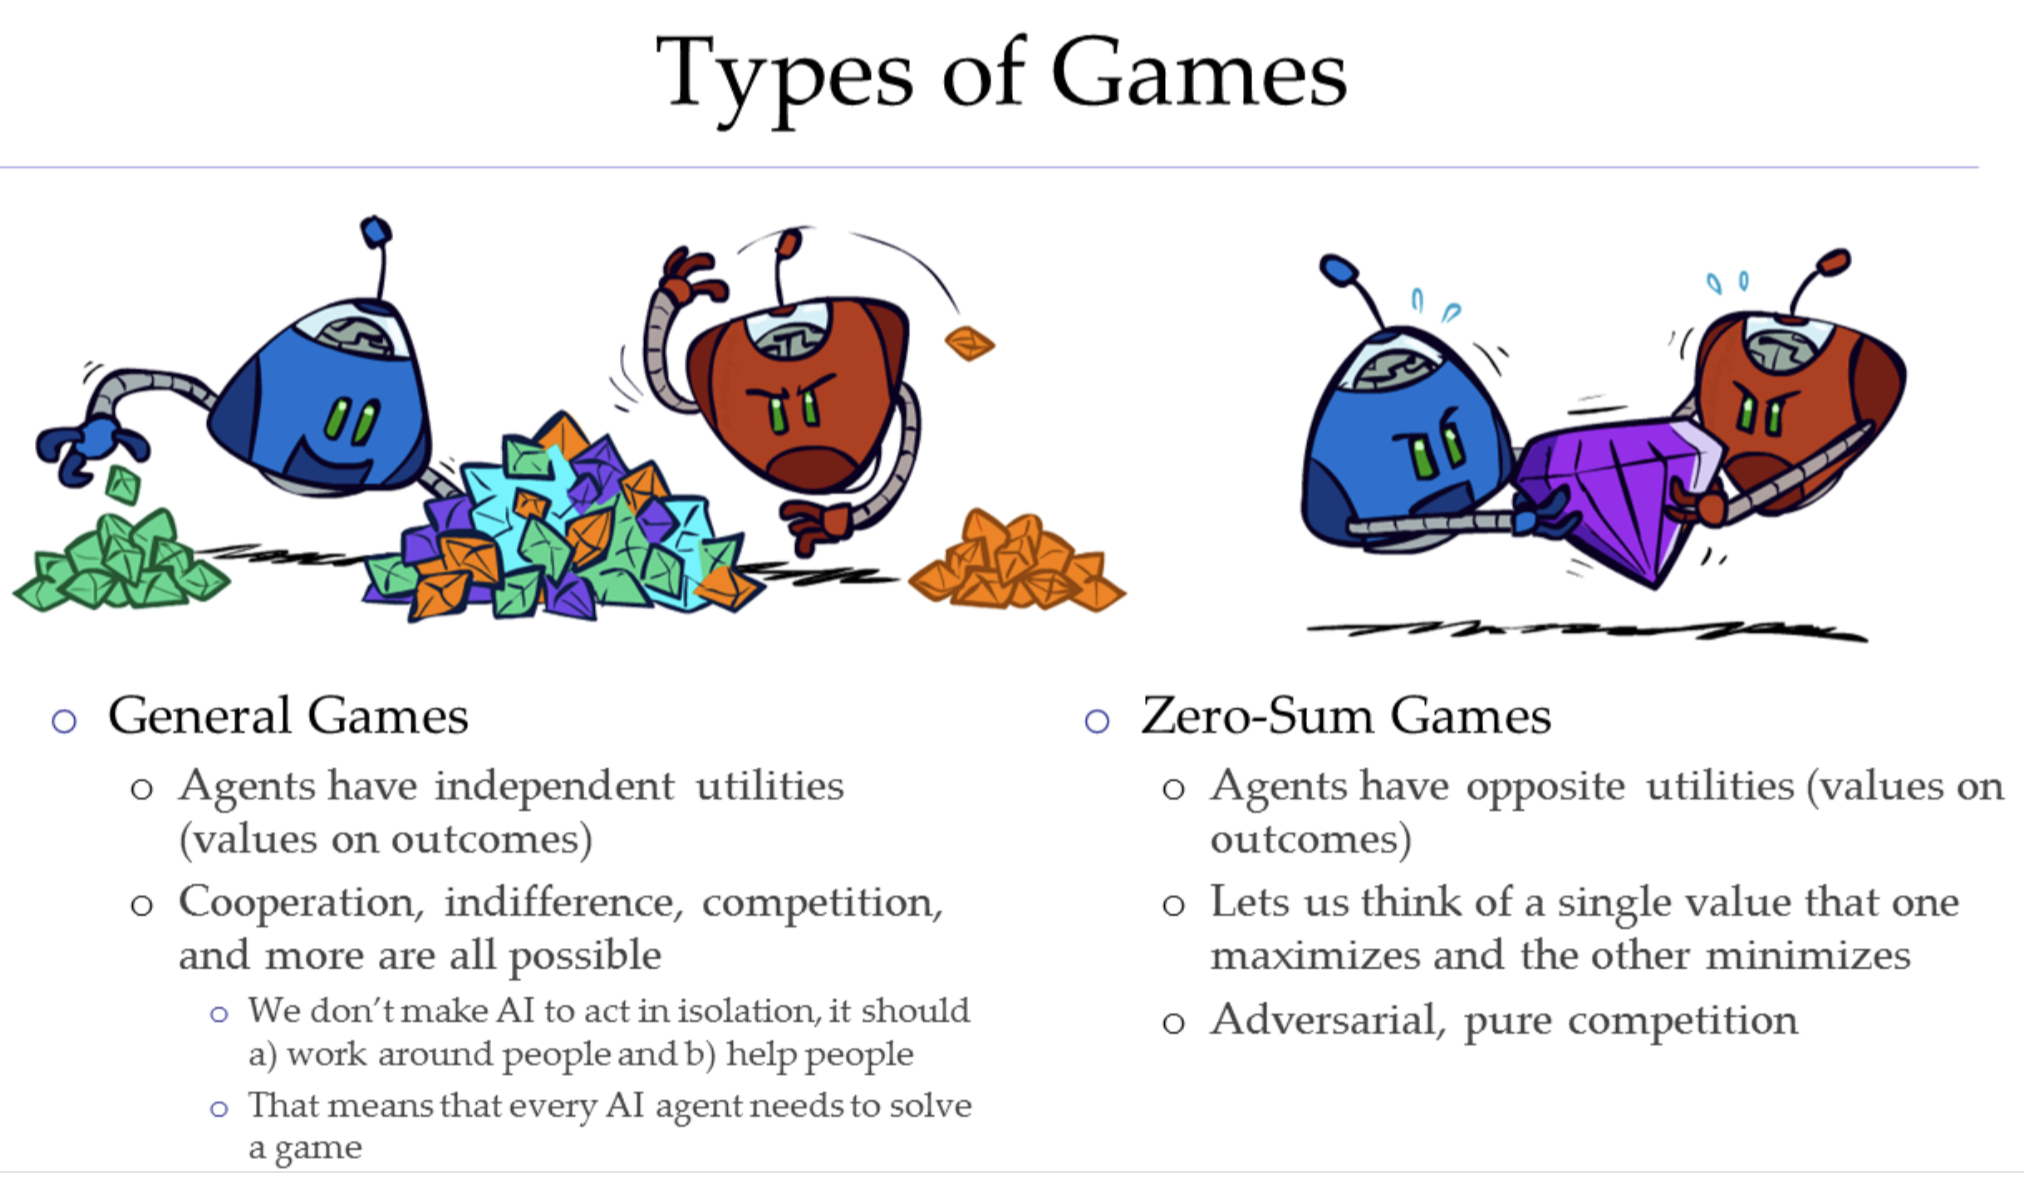 Types of Games
General Games
Agents have independent utilities
(values on outcomes)
Cooperation, indifference, competition,
and more are all possible
We don't make AI to act in isolation, it should
a) work around people and b) help people
That means that every AI agent needs to solve
a game
Zero-Sum Games
Agents have opposite utilities (values on
outcomes)
Lets us think of a single value that one
maximizes and the other minimizes
Adversarial, pure competition